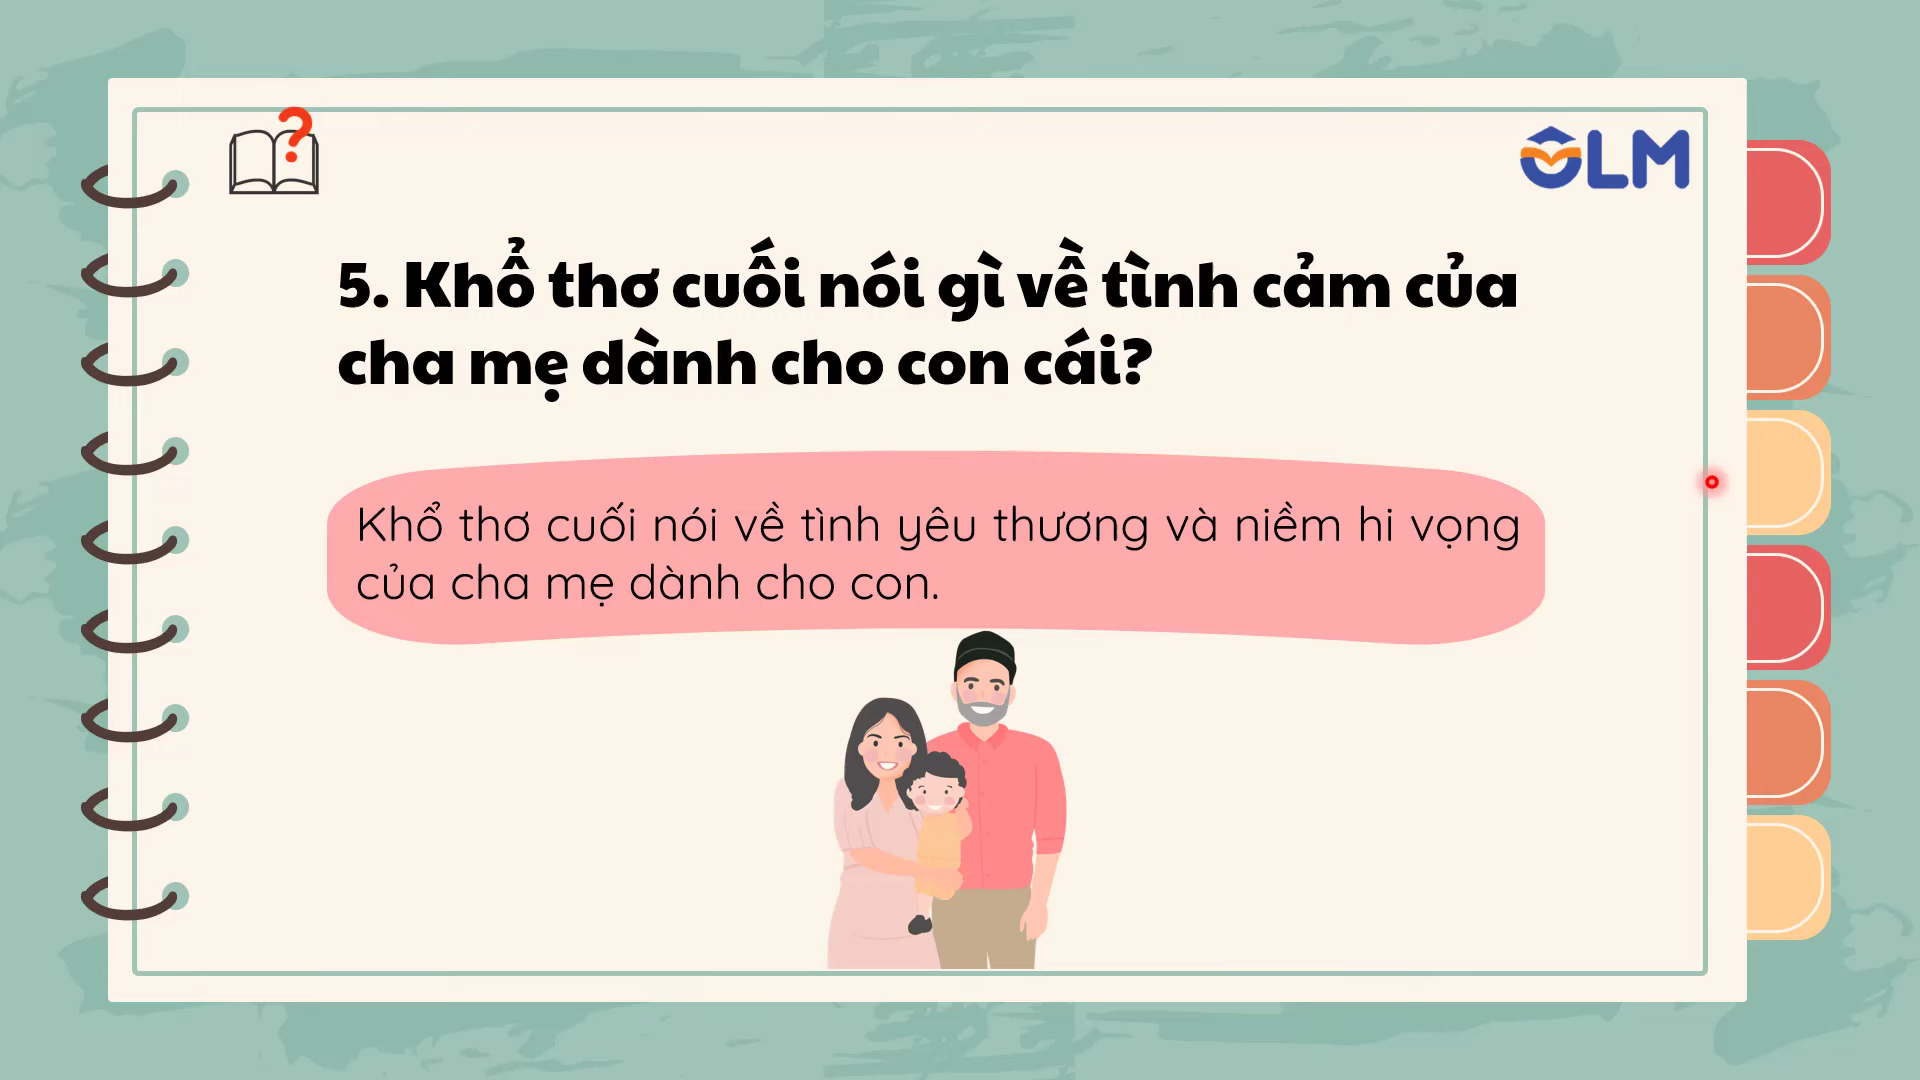 ?
OLM
5. Khổ thơ cuối nói gì về tình cảm của
cha mẹ dành cho con cái?
Khổ thơ cuối nói về tình yêu thương và niềm hi vọng
của cha mẹ dành cho con.